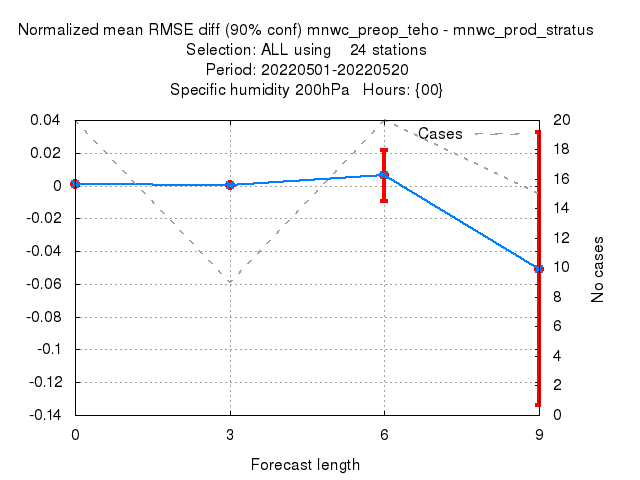 Normalized mean RMSE diff (90% conf) mnwc_preop_teho - mnwc_prod_stratus
Selection: ALL using 24 stations
Period: 20220501-20220520
Specific humidity 200hPa Hours: {00}
Cases
0.04
0.02
0
-0.02
-0.04
-0.06
-0.08
-0.1
-0.12
-0.14
20
18
16
14
12
10
8
6
4
2
0
No cases
0 3 6 9
Forecast length